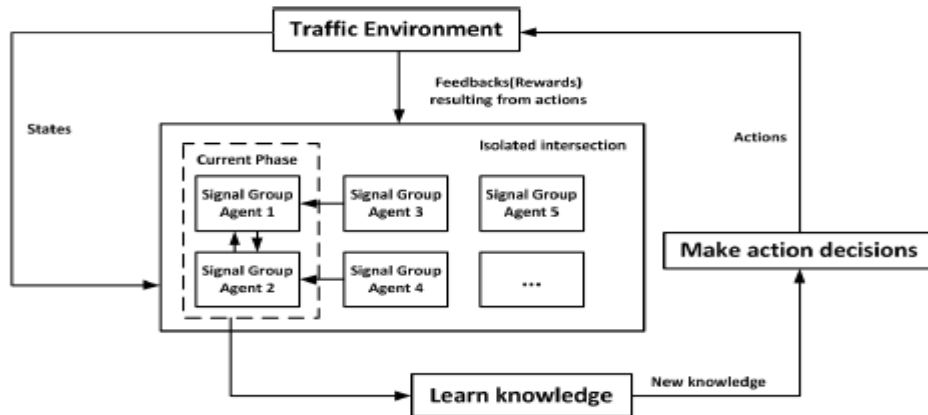 Traffic Environment
Feedbacks(Rewards)
resulting from actions
States
Isolated intersection
Actions
Current Phase
Signal Group
Agent 1
Signal Group
Agent 3
Signal Group
Agent 5
Make action decisions
Signal Group
Agent 2
Signal Group
Agent 4
...
Learn knowledge
New knowledge